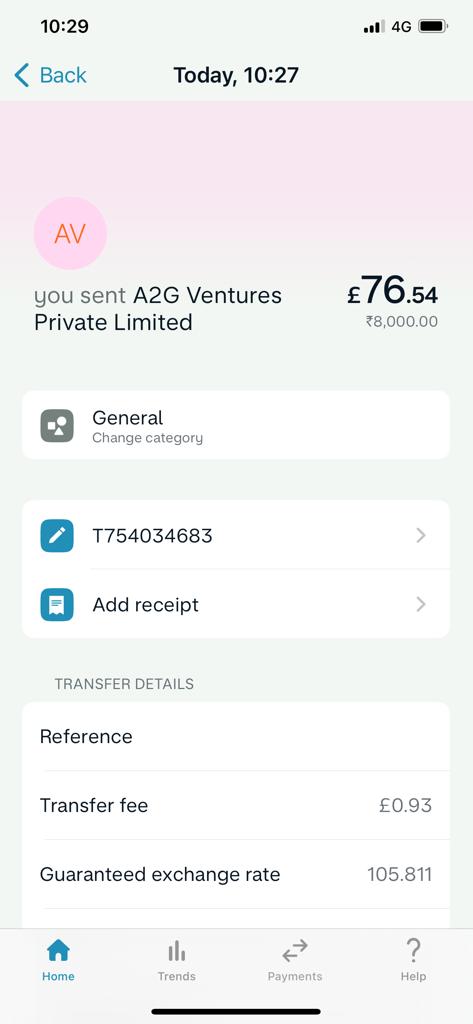 10:29
4G
Back
Today, 10:27
AV
you sent A2G Ventures
Private Limited
£76.54
₹8,000.00
General
Change category
T754034683
Add receipt
TRANSFER DETAILS
Reference
Transfer fee
£0.93
Guaranteed exchange rate
105.811
Home
Trends
Payments
Help